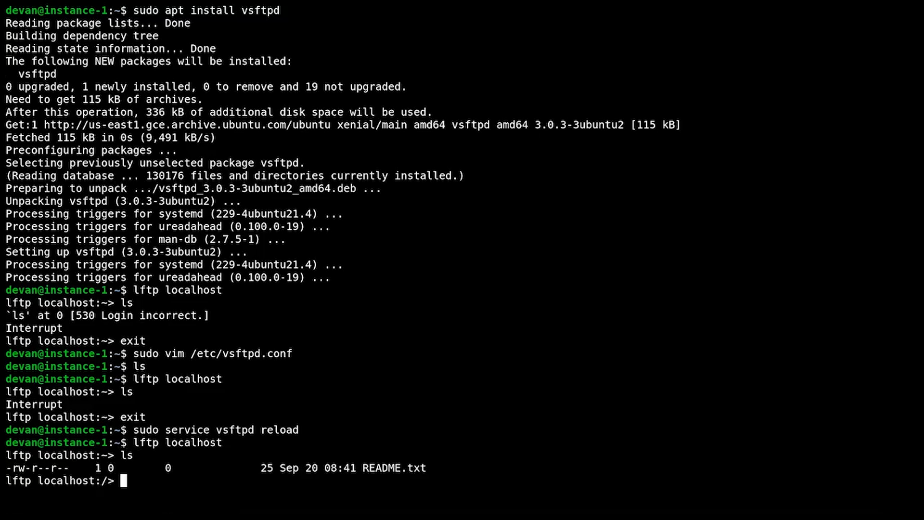 devan@instance-1:~$ sudo apt install vsftpd
Reading package lists... Done
Building dependency tree
Reading state information... Done
The following NEW packages will be installed:
  vsftpd
0 upgraded, 1 newly installed, 0 to remove and 19 not upgraded.
Need to get 115 kB of archives.
After this operation, 336 kB of additional disk space will be used.
Get:1 http://us-east1.gce.archive.ubuntu.com/ubuntu xenial/main amd64 vsftpd amd64 3.0.3-3ubuntu2 [115 kB]
Fetched 115 kB in 0s (9,491 kB/s)
Preconfiguring packages ...
Selecting previously unselected package vsftpd.
(Reading database ... 130176 files and directories currently installed.)
Preparing to unpack .../vsftpd_3.0.3-3ubuntu2_amd64.deb ...
Unpacking vsftpd (3.0.3-3ubuntu2) ...
Processing triggers for systemd (229-4ubuntu21.4) ...
Processing triggers for ureadahead (0.100.0-19) ...
Processing triggers for man-db (2.7.5-1) ...
Setting up vsftpd (3.0.3-3ubuntu2) ...
Processing triggers for systemd (229-4ubuntu21.4) ...
Processing triggers for ureadahead (0.100.0-19) ...
devan@instance-1:~$ lftp localhost
lftp localhost:~> ls
`ls' at 0 [530 Login incorrect.]
Interrupt
lftp localhost:~> exit
devan@instance-1:~$ sudo vim /etc/vsftpd.conf
devan@instance-1:~$ ls
devan@instance-1:~$ lftp localhost
lftp localhost:~> ls
Interrupt
lftp localhost:~> exit
devan@instance-1:~$ sudo service vsftpd reload
devan@instance-1:~$ lftp localhost
lftp localhost:~> ls
-rw-r--r--    1 0        0              25 Sep 20 08:41 README.txt
lftp localhost:/>